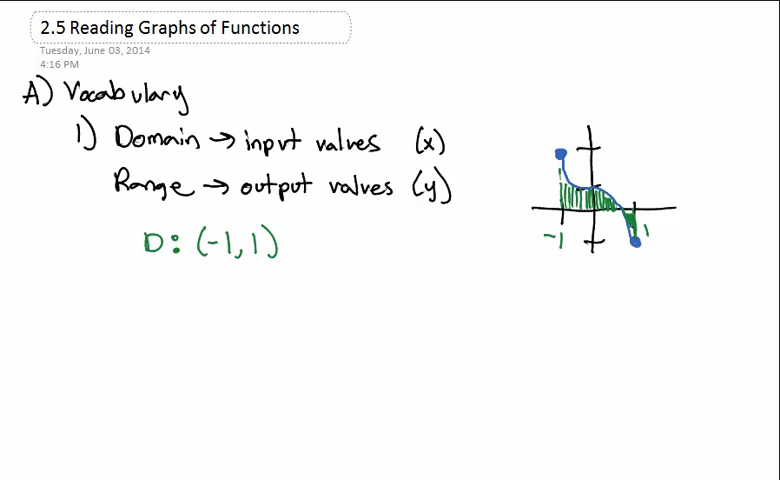 2.5 Reading Graphs of Functions
Tuesday, June 03, 2014
4:16 PM
A) Vocabulary
1) Domain → input values (x)
Range → output values (y)
D: (-1, 1)
-1
1